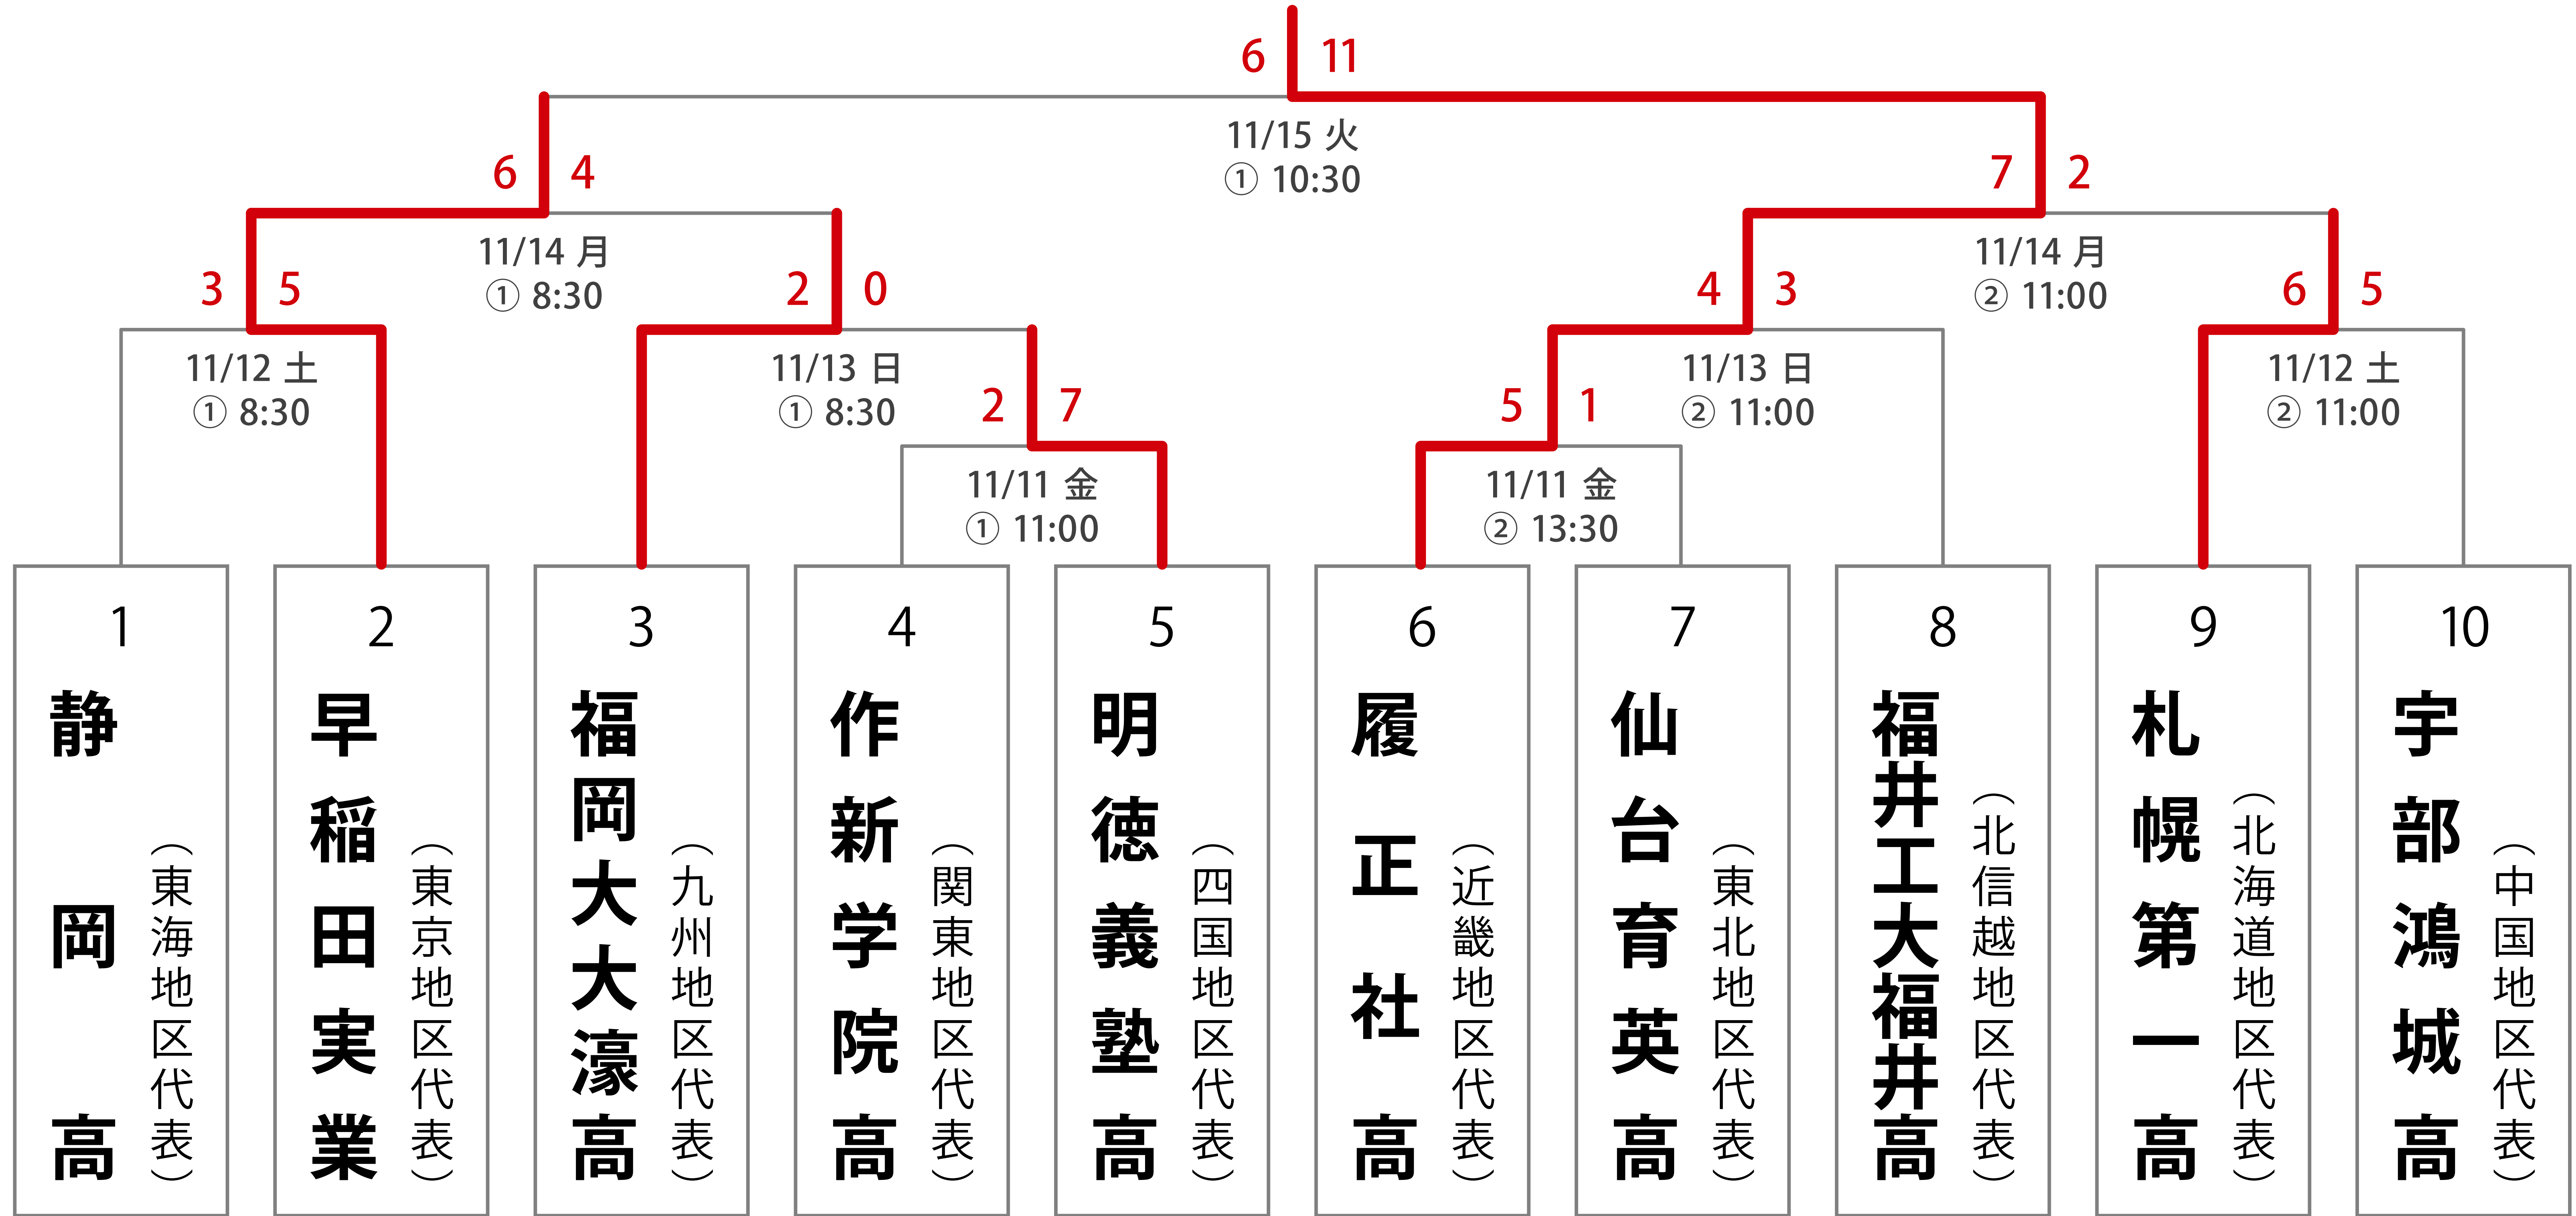 6 11
11/15 火
① 10:30
6 4
7 2
11/14 月
① 8:30
11/14 月
② 11:00
3 5
2 0
4 3
6 5
11/12 土
① 8:30
11/13 日
① 8:30
11/13 日
② 11:00
11/12 土
② 11:00
2 7
5 1
11/11 金
① 11:00
11/11 金
② 13:30
1
静岡高
（東海地区代表）
2
早稲田実業
（東京地区代表）
3
福岡大大濠高
（九州地区代表）
4
作新学院高
（関東地区代表）
5
明徳義塾高
（四国地区代表）
6
履正社高
（近畿地区代表）
7
仙台育英高
（東北地区代表）
8
福井工大福井高
（北信越地区代表）
9
札幌第一高
（北海道地区代表）
10
宇部鴻城高
（中国地区代表）